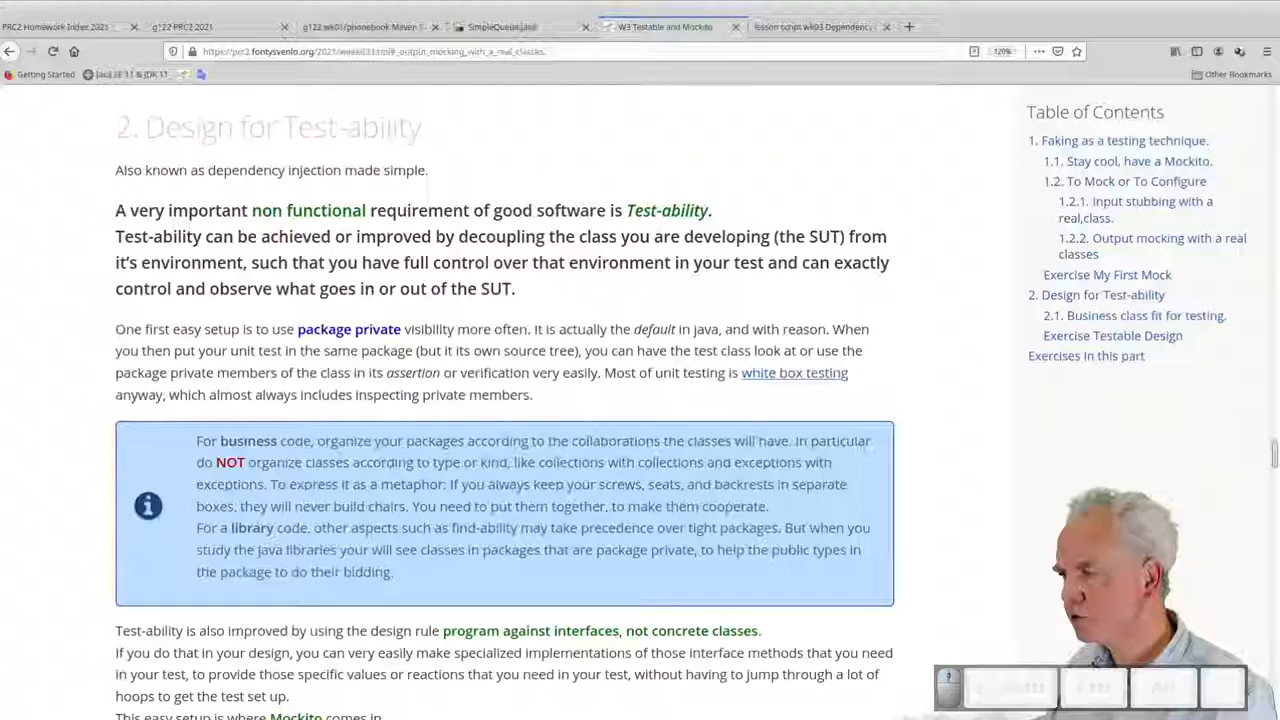 PRC2 Homework Index 2021
g122 PRC2 2021
g122.wk01/phonebook Maven T
SimpleQueue.java
W3 Testable and Mockito
lesson script wk03 Dependency
https://prc2.fontysvenlo.org/2021/week03.html#_output_mocking_with_a_real_classes.
120%
Getting Started
Java EE 11 & JDK 11
Other Bookmarks
2. Design for Test-ability
Also known as dependency injection made simple.
A very important non functional requirement of good software is Test-ability.
Test-ability can be achieved or improved by decoupling the class you are developing (the SUT) from
it's environment, such that you have full control over that environment in your test and can exactly
control and observe what goes in or out of the SUT.
One first easy setup is to use package private visibility more often. It is actually the default in java, and with reason. When
you then put your unit test in the same package (but it its own source tree), you can have the test class look at or use the
package private members of the class in its assertion or verification very easily. Most of unit testing is white box testing
anyway, which almost always includes inspecting private members.
For business code, organize your packages according to the collaborations the classes will have. In particular
do NOT organize classes according to type or kind, like collections with collections and exceptions with
exceptions. To express it as a metaphor: If you always keep your screws, seats, and backrests in separate
boxes, they will never build chairs. You need to put them together, to make them cooperate.
For a library code, other aspects such as find-ability may take precedence over tight packages. But when you
study the java libraries your will see classes in packages that are package private, to help the public types in
the package to do their bidding.
Test-ability is also improved by using the design rule program against interfaces, not concrete classes.
If you do that in your design, you can very easily make specialized implementations of those interface methods that you need
in your test, to provide those specific values or reactions that you need in your test, without having to jump through a lot of
hoops to get the test set up.
This easy setup is where Mockito comes in.
Table of Contents
1. Faking as a testing technique.
1.1. Stay cool, have a Mockito.
1.2. To Mock or To Configure
1.2.1. Input stubbing with a
real,class.
1.2.2. Output mocking with a real
classes
Exercise My First Mock
2. Design for Test-ability
2.1. Business class fit for testing.
Exercise Testable Design
Exercises in this part